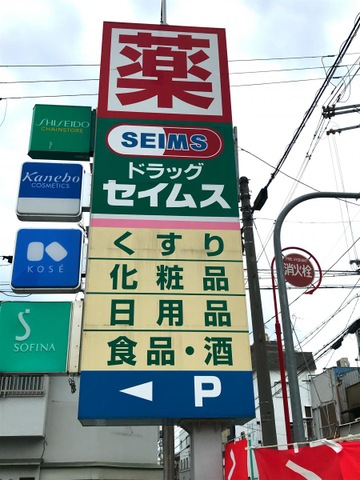 薬
SEIMS
ドラッグ
セイムス
くすり
化粧品
日用品
食品・酒
◀ P
SHISEIDO
CHAINSTORE
Kanebo
COSMETICS
KOSÉ
SOFINA
消火栓